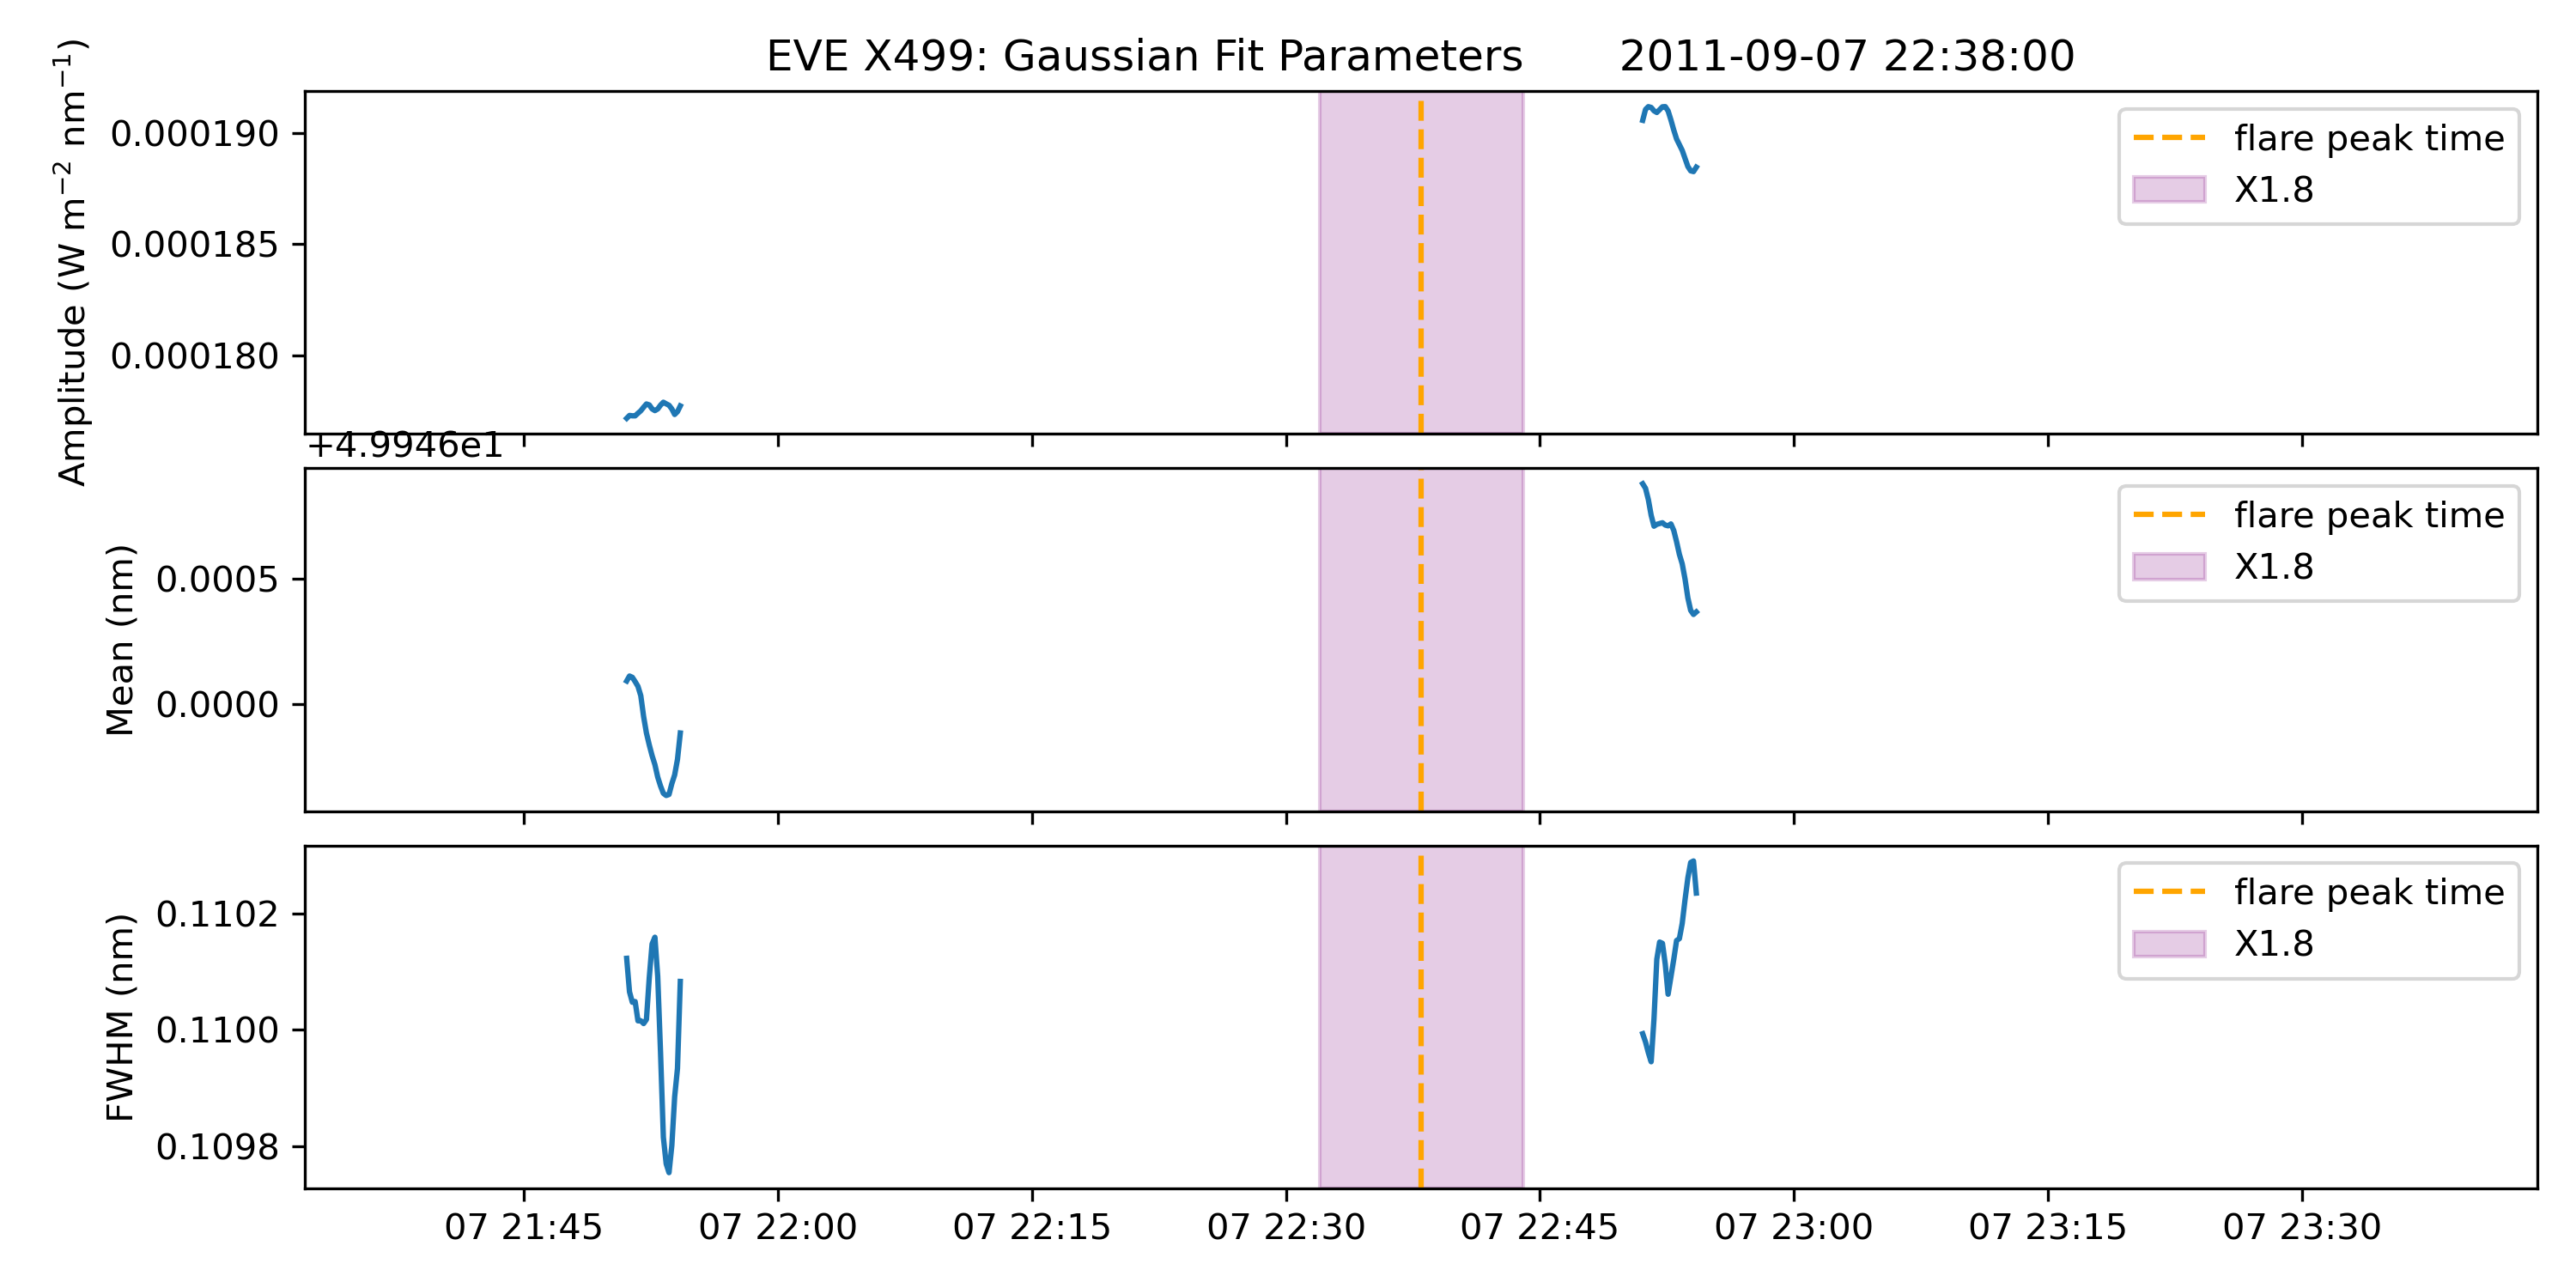 EVE X499: Gaussian Fit Parameters 2011-09-07 22:38:00
Amplitude (W m⁻² nm⁻¹)
0.000190
0.000185
0.000180
flare peak time
X1.8
+4.9946e1
Mean (nm)
0.0005
0.0000
flare peak time
X1.8
FWHM (nm)
0.1102
0.1100
0.1098
flare peak time
X1.8
07 21:45 07 22:00 07 22:15 07 22:30 07 22:45 07 23:00 07 23:15 07 23:30